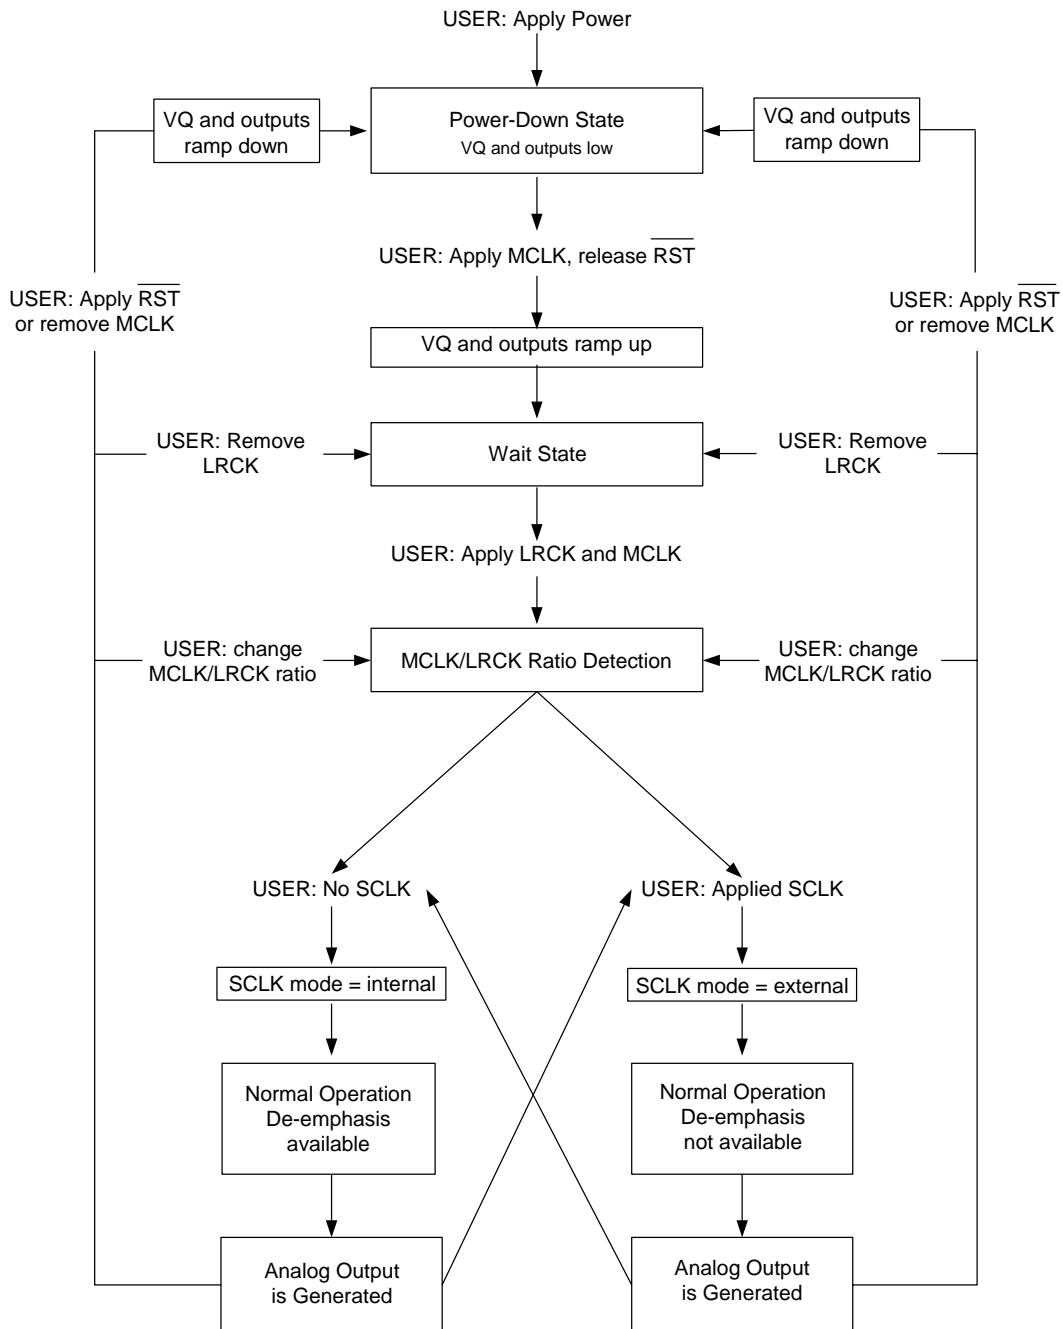 USER: Apply Power
VQ and outputs
ramp down
Power-Down State
VQ and outputs low
VQ and outputs
ramp down
USER: Apply MCLK, release R̅S̅T̅
USER: Apply R̅S̅T̅
or remove MCLK
USER: Apply R̅S̅T̅
or remove MCLK
VQ and outputs ramp up
USER: Remove
LRCK
Wait State
USER: Remove
LRCK
USER: Apply LRCK and MCLK
USER: change
MCLK/LRCK ratio
MCLK/LRCK Ratio Detection
USER: change
MCLK/LRCK ratio
USER: No SCLK
USER: Applied SCLK
SCLK mode = internal
SCLK mode = external
Normal Operation
De-emphasis
available
Normal Operation
De-emphasis
not available
Analog Output
is Generated
Analog Output
is Generated